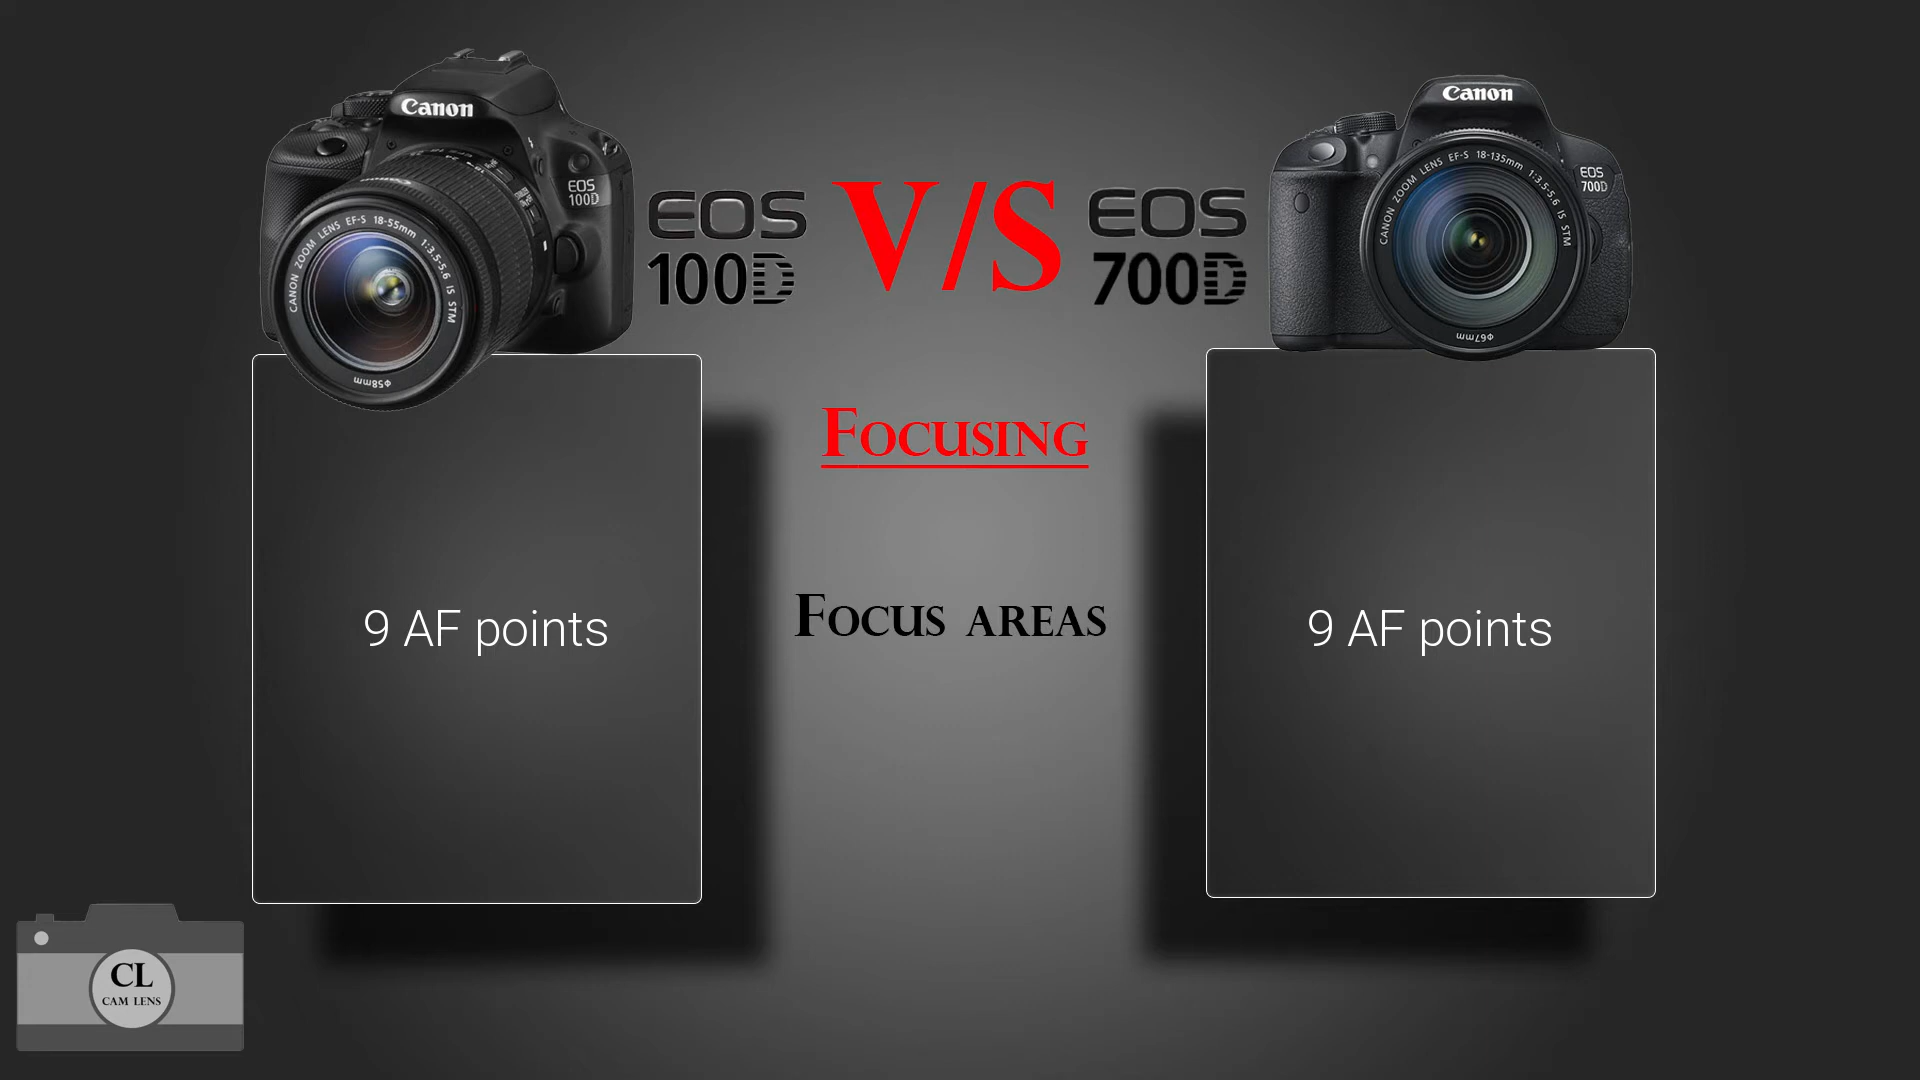 Canon
EOS
100D
CANON ZOOM LENS EF-S 18-55mm 1:3.5-5.6 IS STM
Φ58mm
EOS
100D
V/S
EOS
700D
Canon
EOS
700D
CANON ZOOM LENS EF-S 18-135mm 1:3.5-5.6 IS STM
Φ67mm
FOCUSING
9 AF points
FOCUS AREAS
9 AF points
CL
CAM LENS